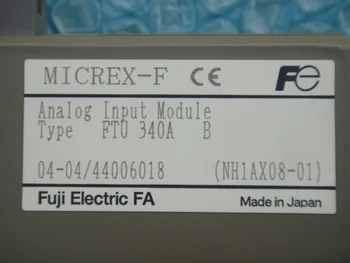 MICREX-F CE Fe
Analog Input Module
Type FTU 340A B
04-04/44006018 (NH1AX08-01)
Fuji Electric FA Made in Japan